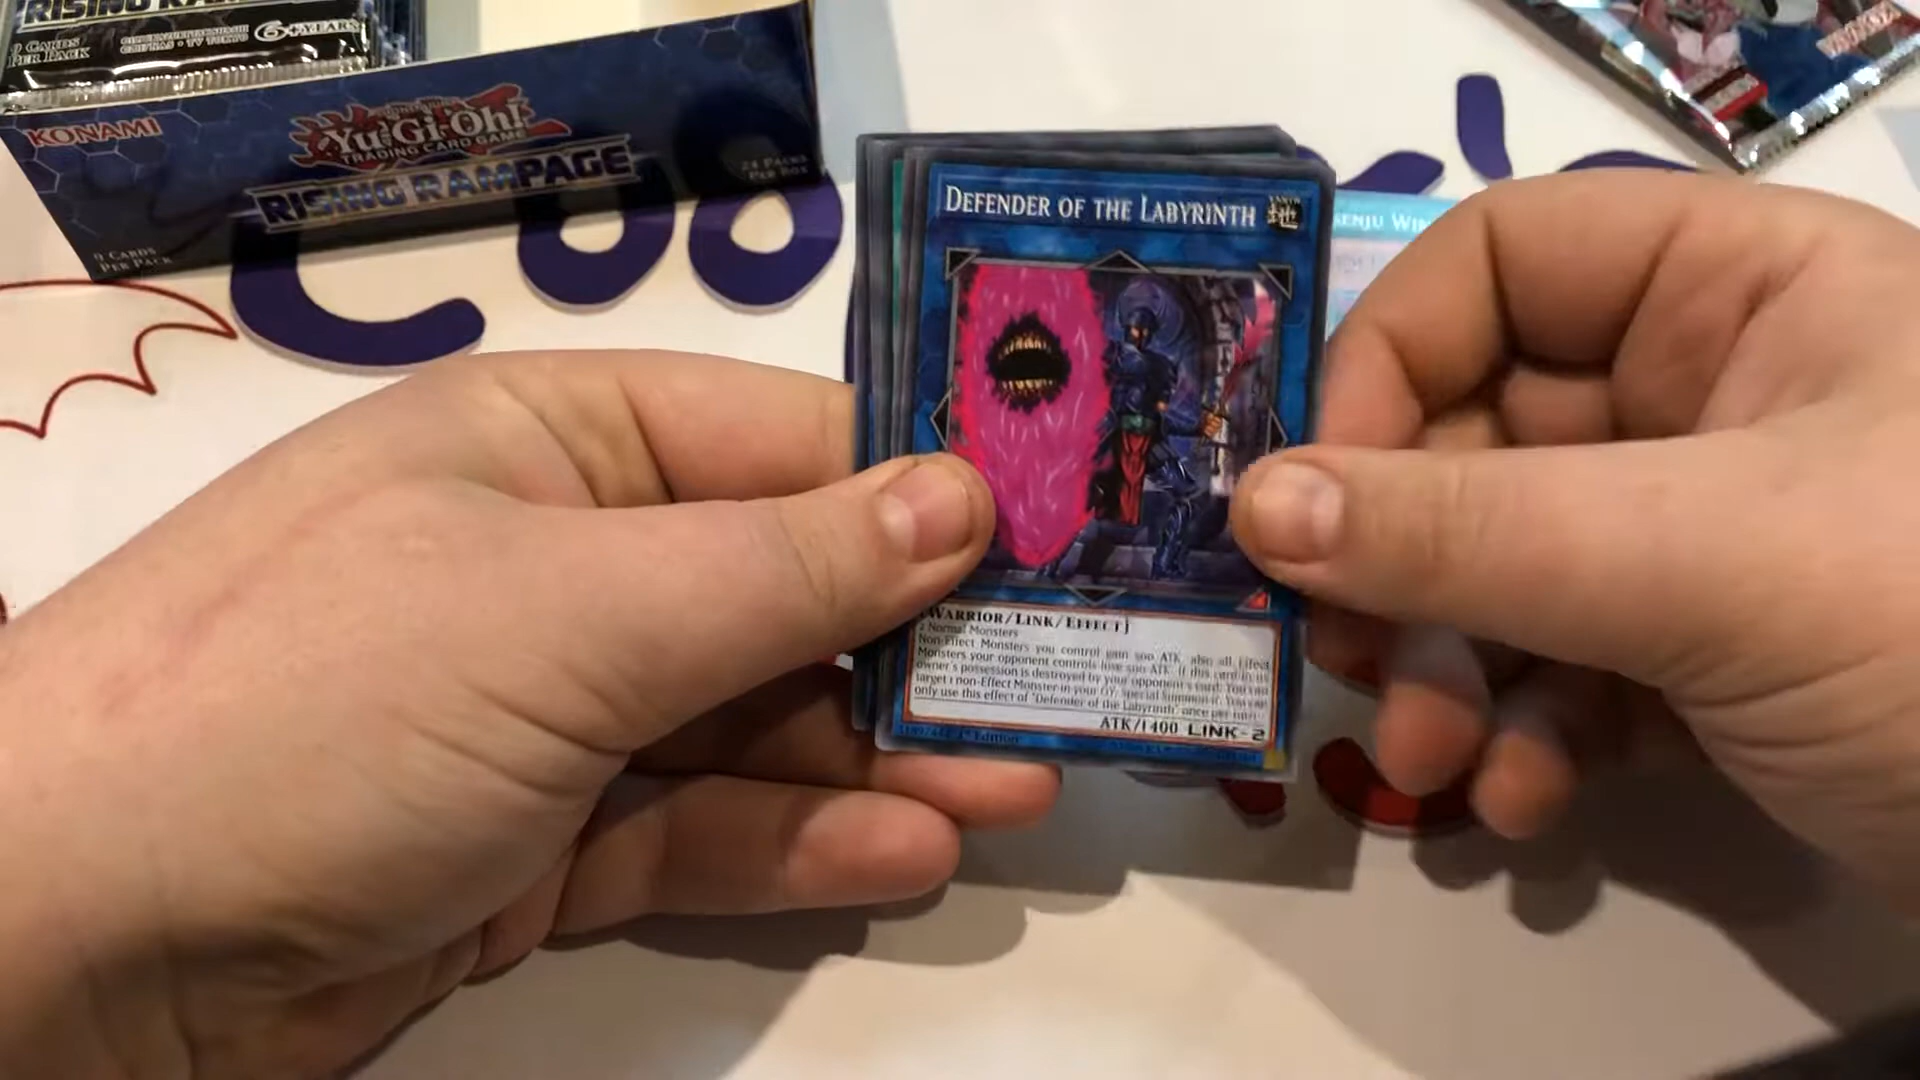 RISING RAM
9 CARDS
PER PACK
6+YEARS
KONAMI
Yu-Gi-Oh!
TRADING CARD GAME
RISING RAMPAGE
24 PACKS
PER BOX
9 CARDS
PER PACK
SENJU WIN
DEFENDER OF THE LABYRINTH
[WARRIOR/LINK/EFFECT]
2 Normal Monsters
Non-Effect Monsters you control gain 500 ATK, also all Effect
Monsters your opponent controls lose 500 ATK. If this card in its
owner's possession is destroyed by your opponent's card: You can
target 1 non-Effect Monster in your GY; Special Summon it. You can
only use this effect of "Defender of the Labyrinth" once per turn.
ATK/1400 LINK-2
1st Edition